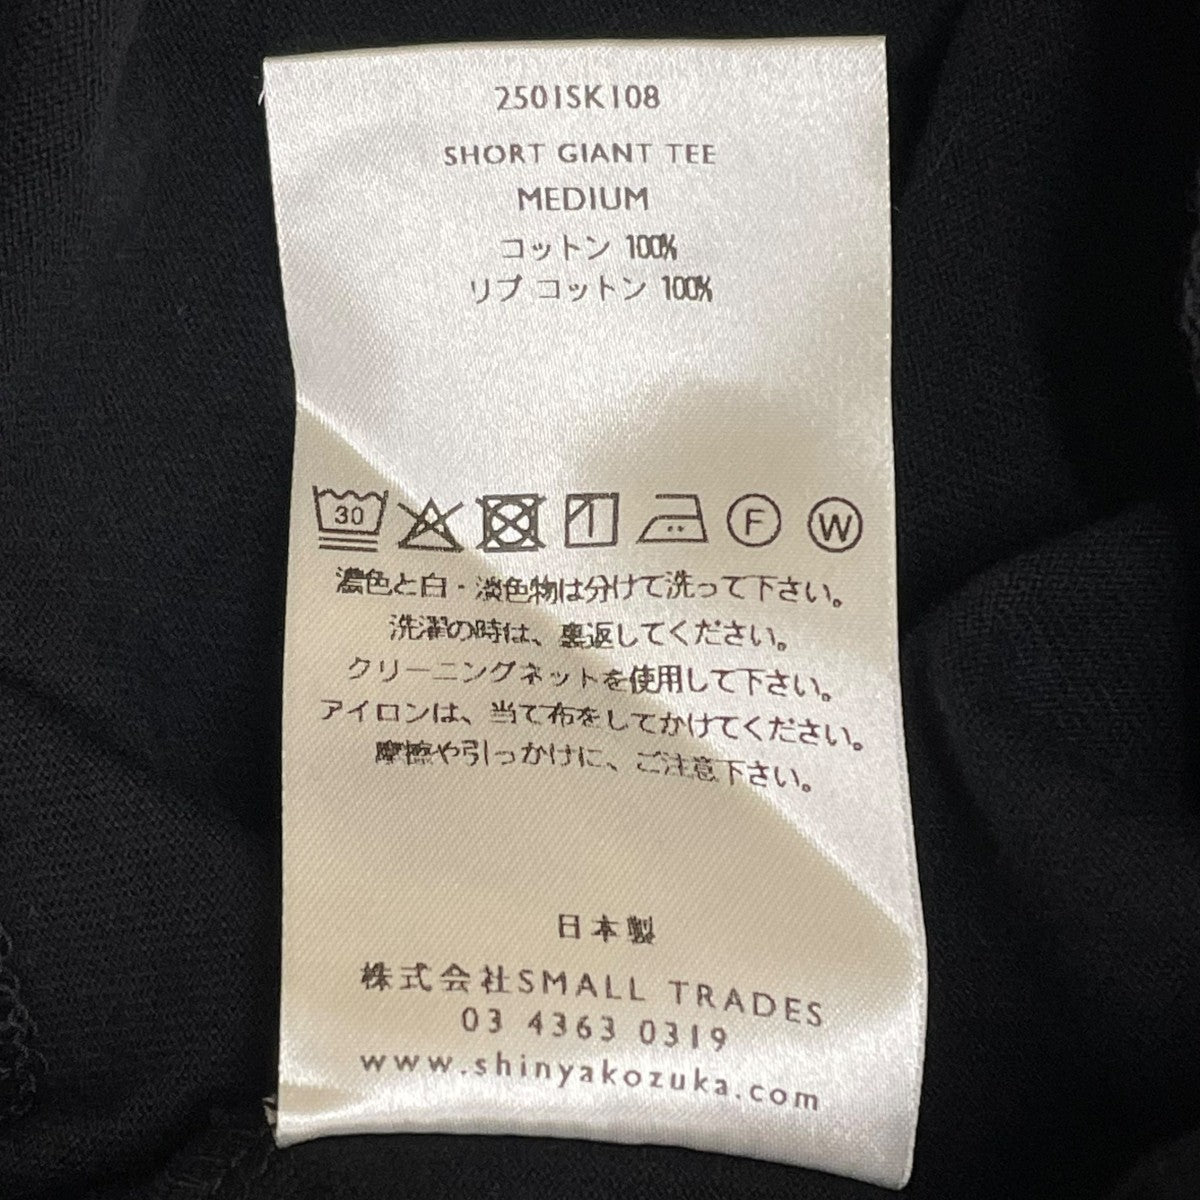 2501SK108
SHORT GIANT TEE
MEDIUM
コットン 100%
リブ コットン 100%
30 F W
濃色と白・淡色物は分けて洗って下さい。
洗濯の時は、裏返してください。
クリーニングネットを使用して下さい。
アイロンは、当て布をしてかけてください。
摩擦や引っかけに、ご注意下さい。
日本製
株式会社SMALL TRADES
03 4363 0319
www.shinyakozuka.com